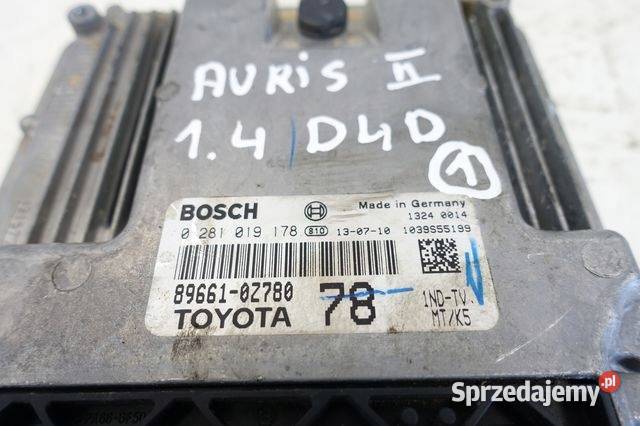 AURIS II
1.4 D4D
1
BOSCH
Made in Germany
1324 0014
0 281 019 178 810 13-07-10 1039S55199
89661-0Z780
78
1ND-TV
TOYOTA
MT/K5
Sprzedajemy.pl